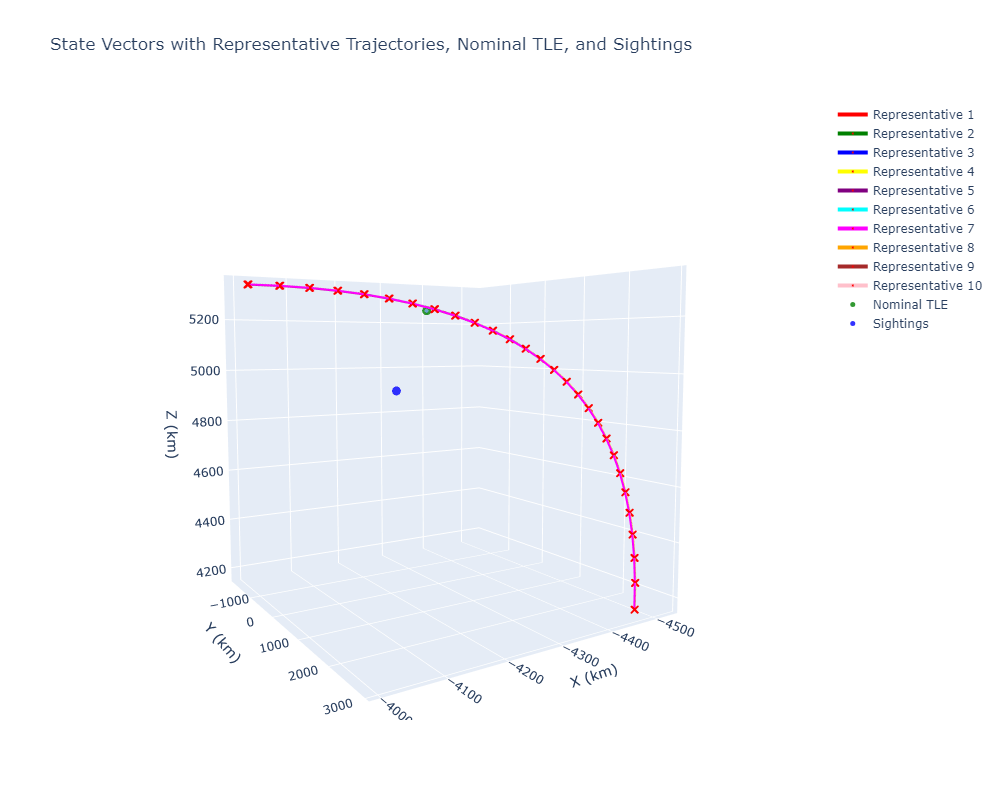 State Vectors with Representative Trajectories, Nominal TLE, and Sightings
Representative 1
Representative 2
Representative 3
Representative 4
Representative 5
Representative 6
Representative 7
Representative 8
Representative 9
Representative 10
Nominal TLE
Sightings
5200
5000
4800
4600
4400
4200
Z (km)
−1000
0
1000
2000
3000
Y (km)
−4000
−4100
−4200
−4300
−4400
−4500
X (km)